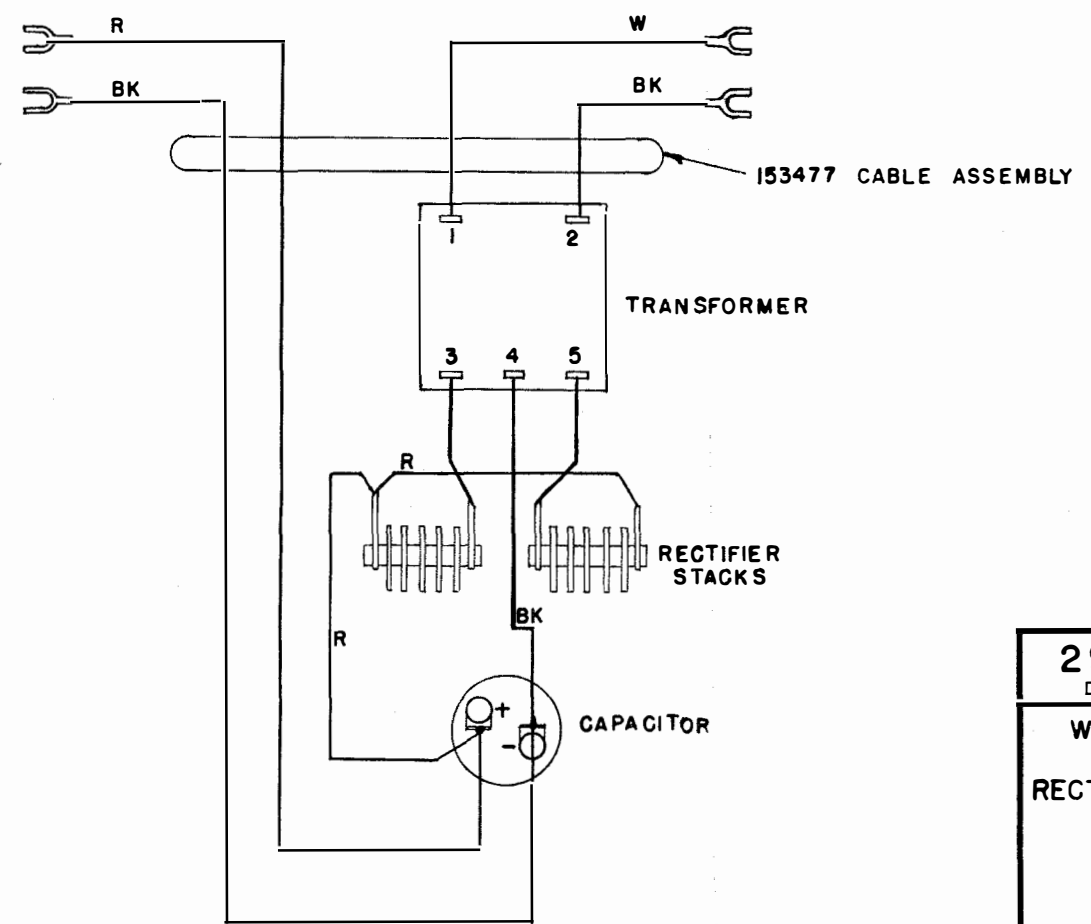 R
W
BK
BK
153477 CABLE ASSEMBLY
1
2
TRANSFORMER
3 4 5
R
RECTIFIER
STACKS
BK
R
+
CAPACITOR
-